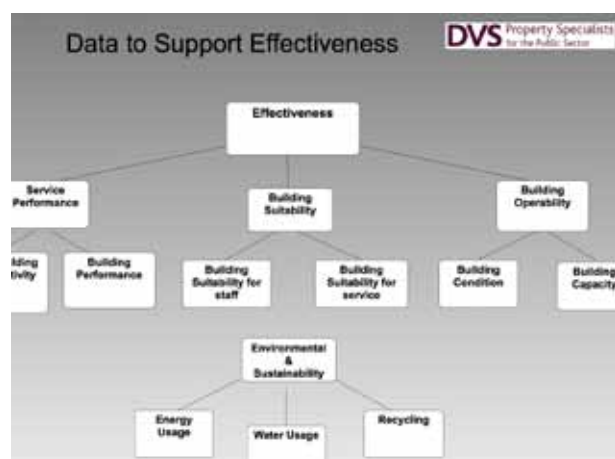 Data to Support Effectiveness
DVS Property Specialists
for the Public Sector
Effectiveness
Service
Performance
Building
Suitability
Building
Operability
Building
Performance
Building
Suitability for
staff
Building
Suitability for
service
Building
Condition
Building
Capacity
Environmental
&
Sustainability
Energy
Usage
Water Usage
Recycling